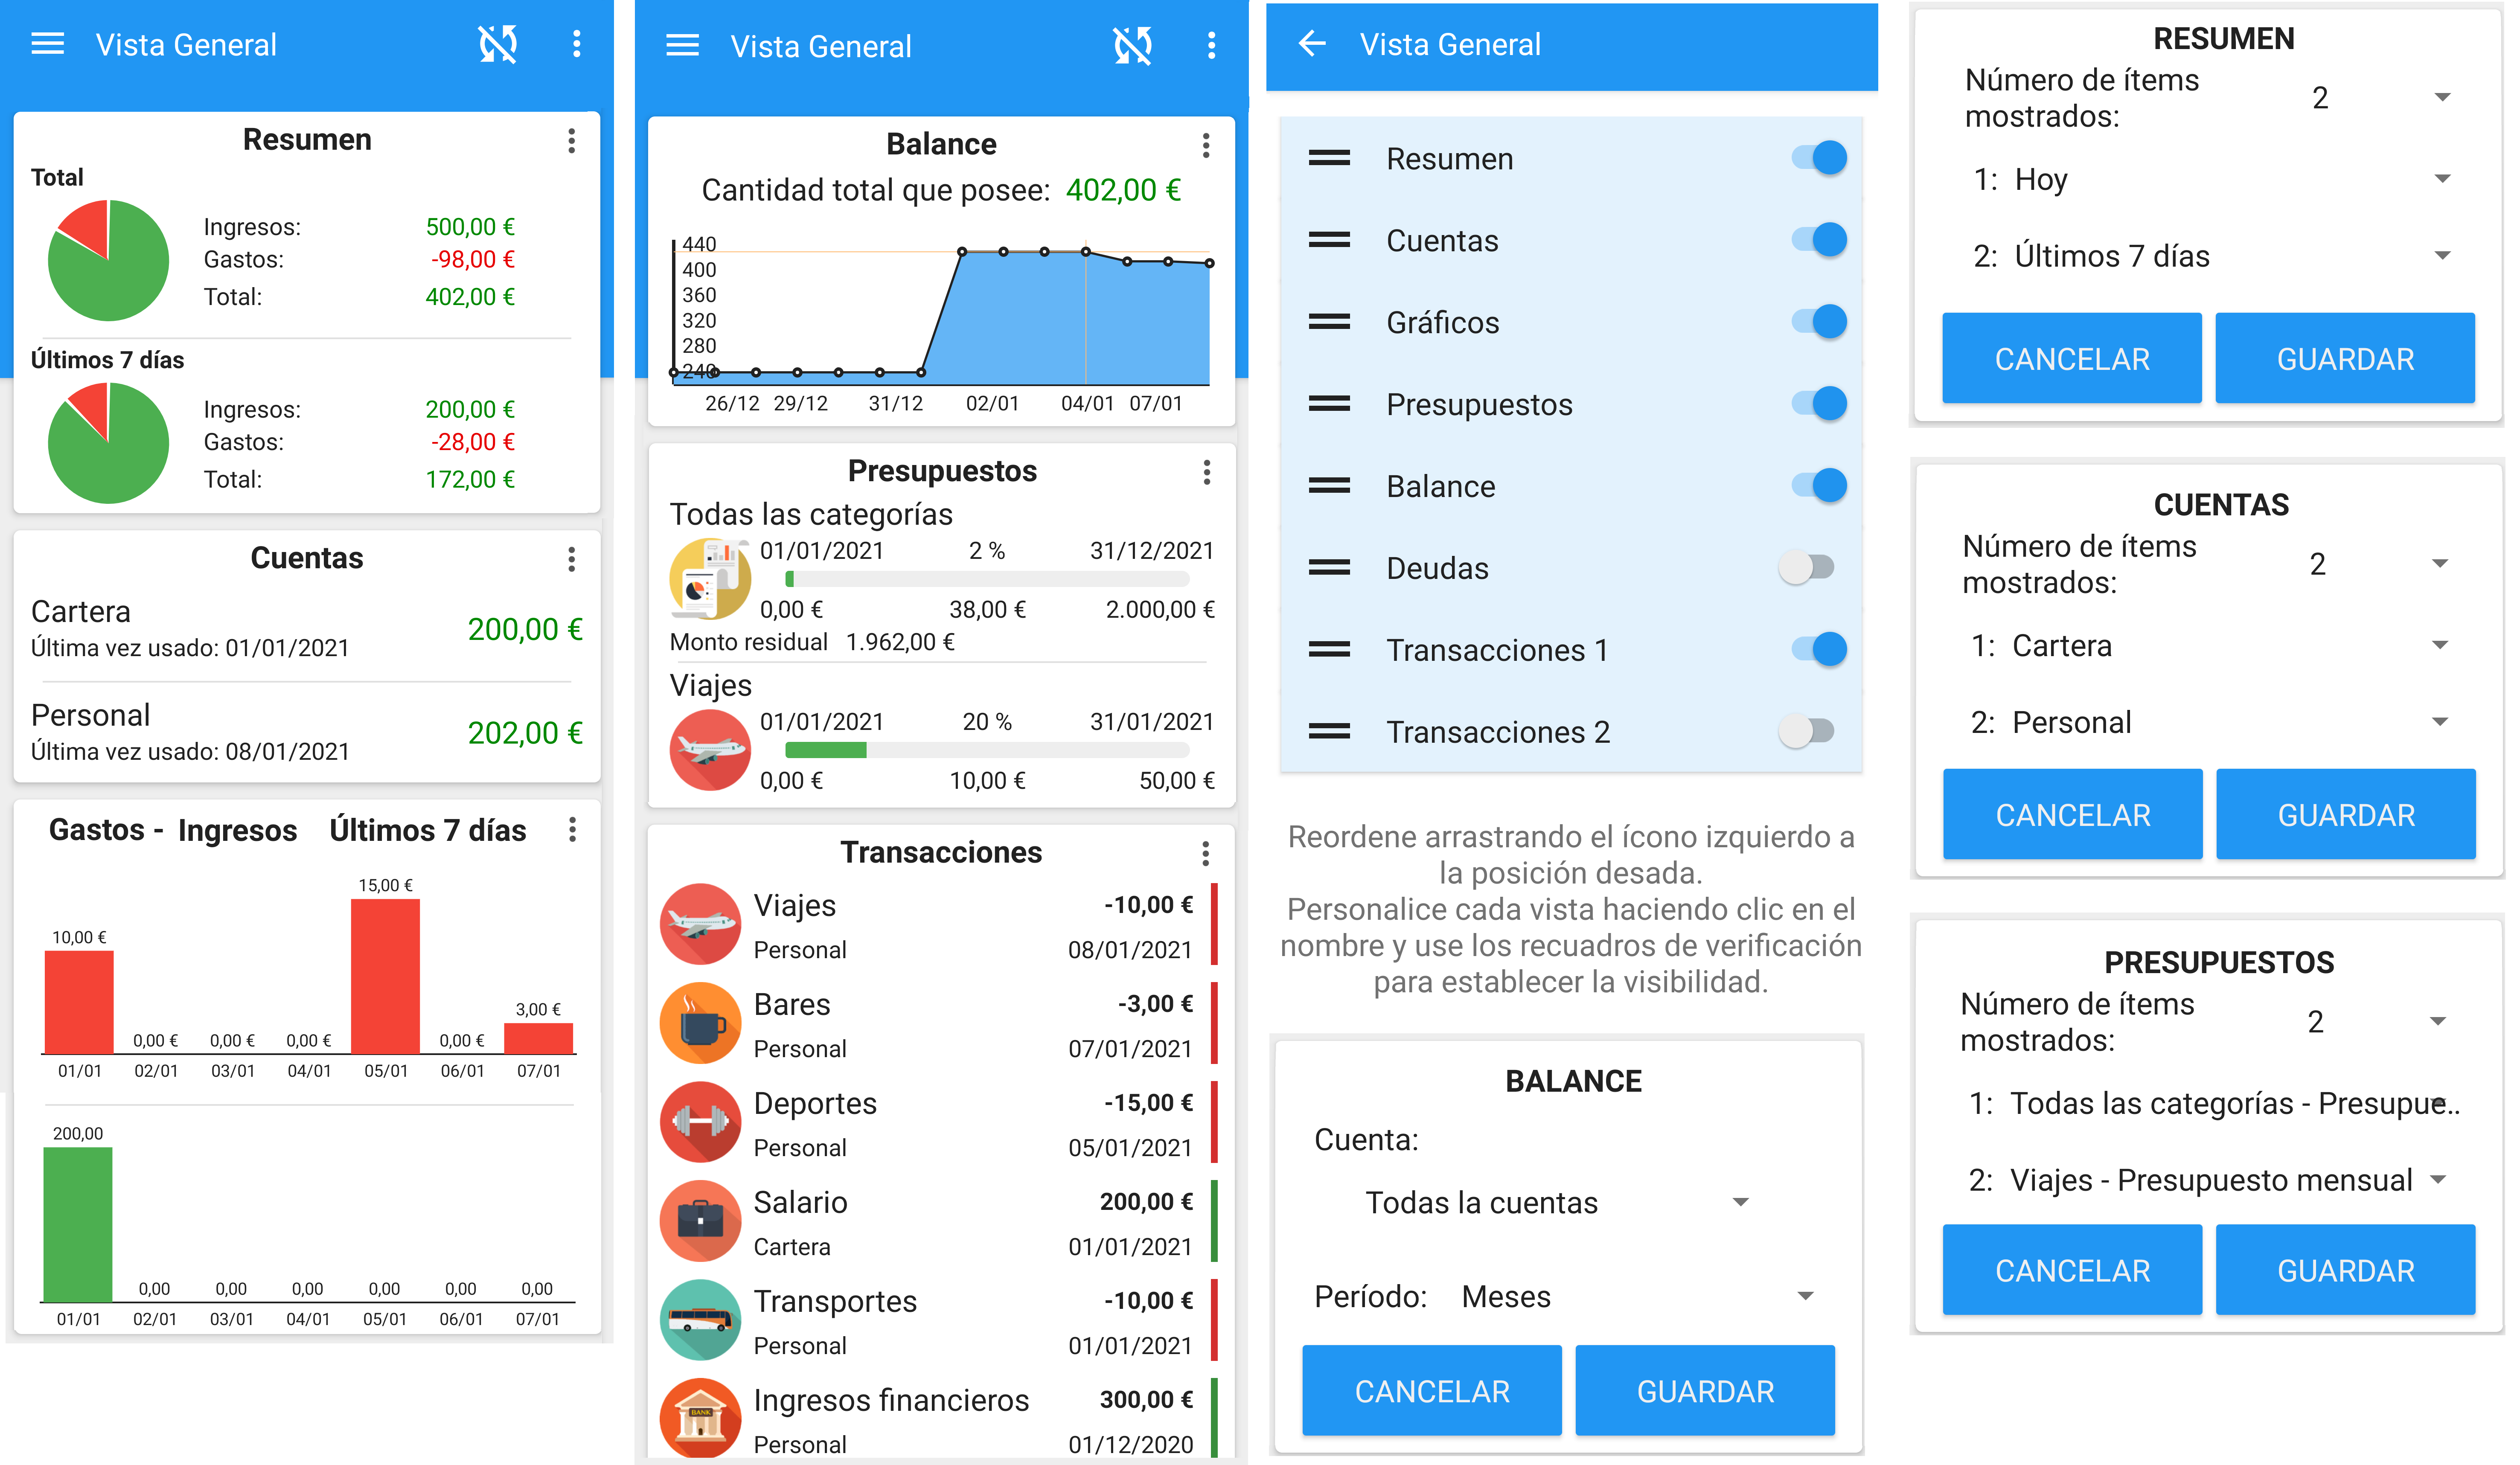 Vista General
Resumen
Total
Ingresos: 500,00 €
Gastos: -98,00 €
Total: 402,00 €
Últimos 7 días
Ingresos: 200,00 €
Gastos: -28,00 €
Total: 172,00 €
Cuentas
Cartera
200,00 €
Última vez usado: 01/01/2021
Personal
202,00 €
Última vez usado: 08/01/2021
Gastos - Ingresos Últimos 7 días
15,00 €
10,00 €
3,00 €
0,00 € 0,00 € 0,00 € 0,00 €
01/01 02/01 03/01 04/01 05/01 06/01 07/01
200,00
0,00 0,00 0,00 0,00 0,00 0,00
01/01 02/01 03/01 04/01 05/01 06/01 07/01
Vista General
Balance
Cantidad total que posee: 402,00 €
440
400
360
320
280
240
26/12 29/12 31/12 02/01 04/01 07/01
Presupuestos
Todas las categorías
01/01/2021 2 % 31/12/2021
0,00 € 38,00 € 2.000,00 €
Monto residual 1.962,00 €
Viajes
01/01/2021 20 % 31/01/2021
0,00 € 10,00 € 50,00 €
Transacciones
Viajes -10,00 €
Personal 08/01/2021
Bares -3,00 €
Personal 07/01/2021
Deportes -15,00 €
Personal 05/01/2021
Salario 200,00 €
Cartera 01/01/2021
Transportes -10,00 €
Personal 01/01/2021
Ingresos financieros 300,00 €
BANK
Personal 01/12/2020
Vista General
Resumen
Cuentas
Gráficos
Presupuestos
Balance
Deudas
Transacciones 1
Transacciones 2
Reordene arrastrando el ícono izquierdo a
la posición desada.
Personalice cada vista haciendo clic en el
nombre y use los recuadros de verificación
para establecer la visibilidad.
BALANCE
Cuenta:
Todas la cuentas
Período: Meses
CANCELAR GUARDAR
RESUMEN
Número de ítems
mostrados: 2
1: Hoy
2: Últimos 7 días
CANCELAR GUARDAR
CUENTAS
Número de ítems
mostrados: 2
1: Cartera
2: Personal
CANCELAR GUARDAR
PRESUPUESTOS
Número de ítems
mostrados: 2
1: Todas las categorías - Presupue..
2: Viajes - Presupuesto mensual
CANCELAR GUARDAR